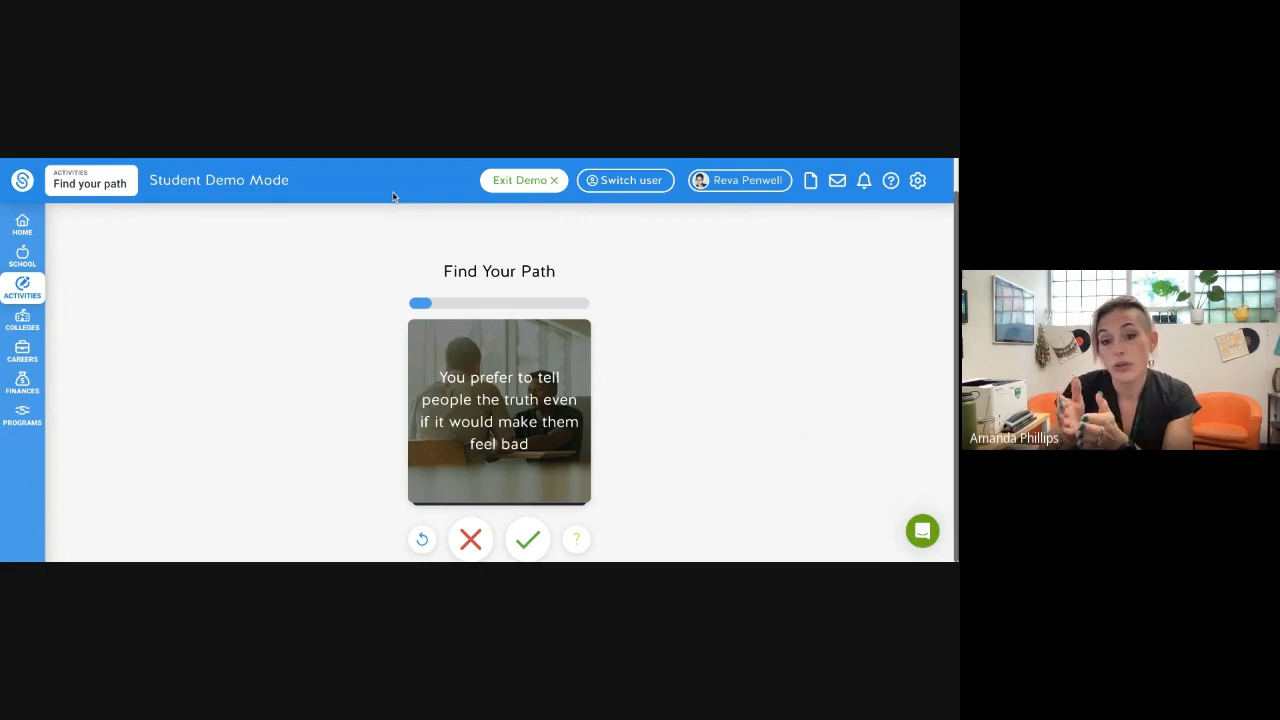 ACTIVITIES
Find your path
Student Demo Mode
Exit Demo ×
Switch user
Reva Penwell
HOME
SCHOOL
ACTIVITIES
COLLEGES
CAREERS
FINANCES
PROGRAMS
Find Your Path
You prefer to tell
people the truth even
if it would make them
feel bad
?
Amanda Phillips